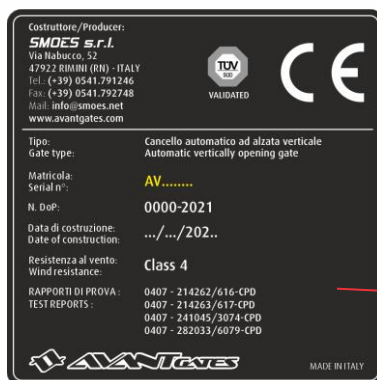 Costruttore/Producer:
SMOES s.r.l.
Via Nabucco, 52
47922 RIMINI (RN) - ITALY
Tel.: (+39) 0541.791246
Fax: (+39) 0541.792748
Mail: info@smoes.net
www.avantgates.com
TÜV
SÜD
VALIDATED
CE
Tipo: Cancello automatico ad alzata verticale
Gate type: Automatic vertically opening gate
Matricola:
Serial n°: AV........
N. DoP: 0000-2021
Data di costruzione:
Date of construction: .../.../202..
Resistenza al vento:
Wind resistance: Class 4
RAPPORTI DI PROVA : 0407 - 214262/616-CPD
TEST REPORTS : 0407 - 214263/617-CPD
0407 - 241045/3074-CPD
0407 - 282033/6079-CPD
AVANTGATES
MADE IN ITALY